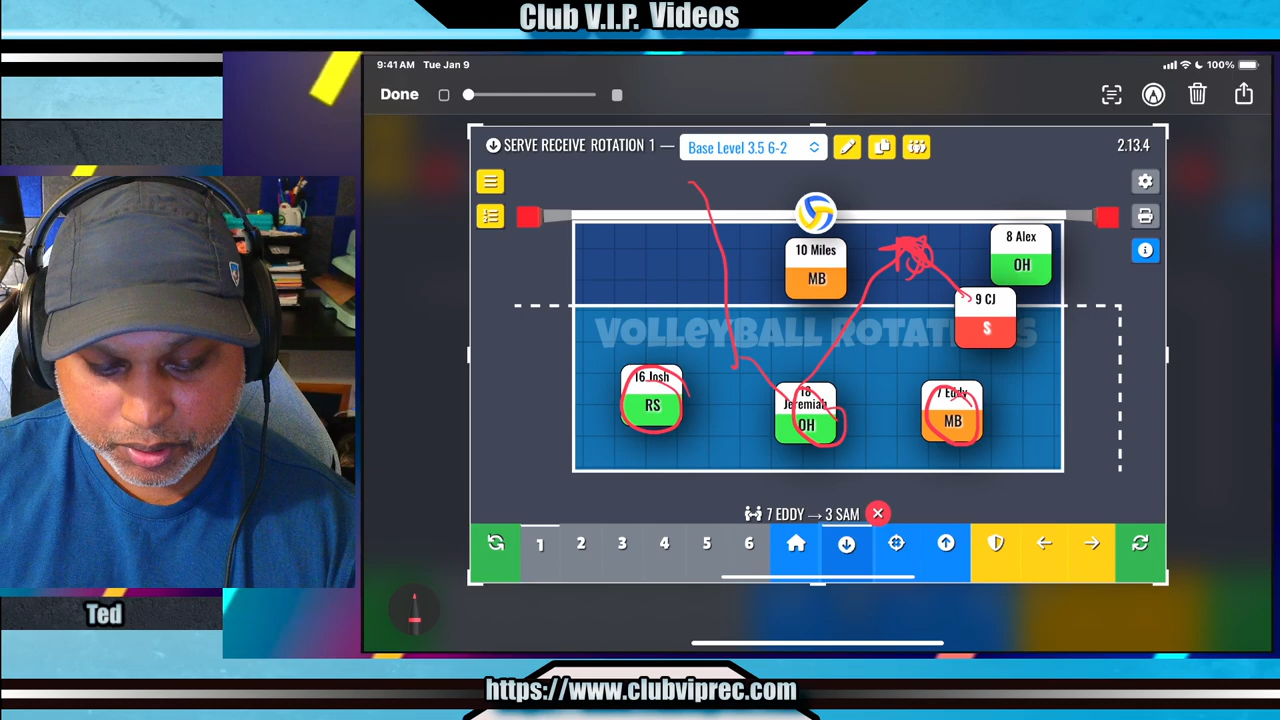 Club V.I.P. Videos
9:41 AM Tue Jan 9
100%
Done
SERVE RECEIVE ROTATION 1 — Base Level 3.5 6-2
2.13.4
10 Miles
MB
8 Alex
OH
9 CJ
S
VOLLEYBALL ROTATIONS
16 Josh
RS
18
Jeremiah
OH
7 Eddy
MB
7 EDDY → 3 SAM
1 2 3 4 5 6
Ted
https://www.clubviprec.com